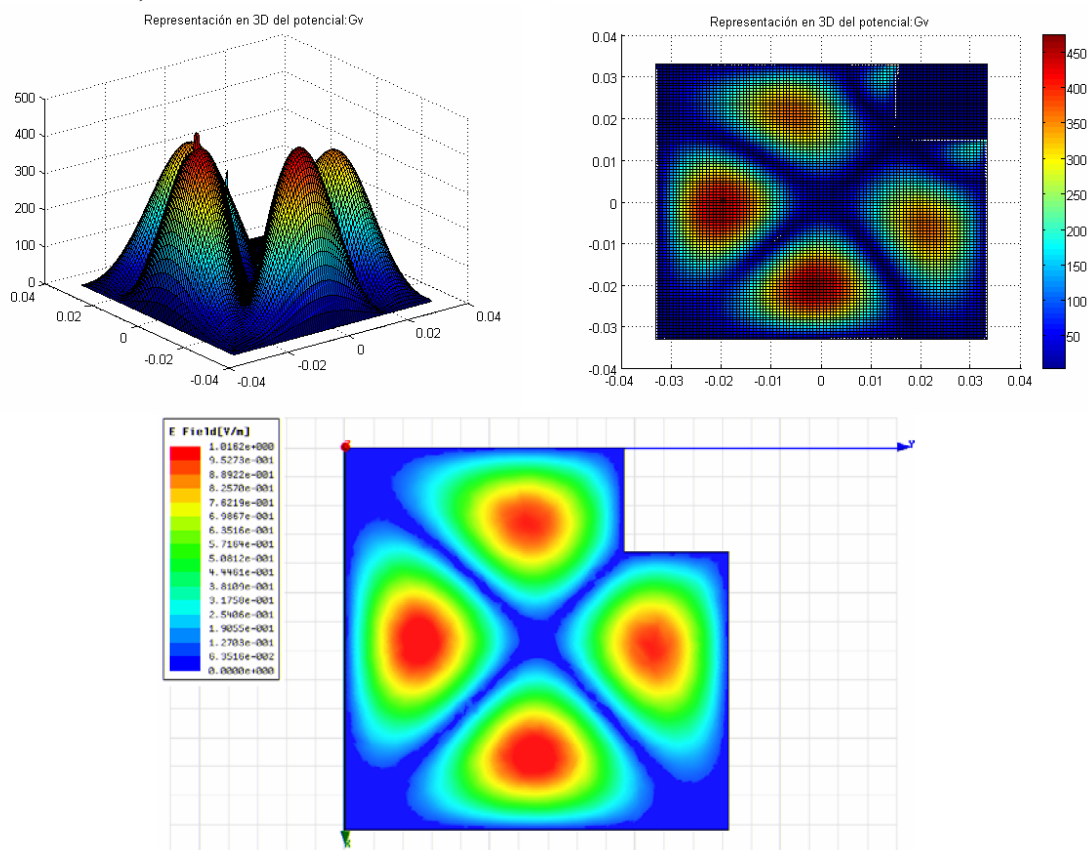 Representación en 3D del potencial:Gv
500
400
300
200
100
0
0.04
0.02
0
-0.02
-0.04
-0.04
-0.02
0
0.02
0.04
Representación en 3D del potencial:Gv
0.04
0.03
0.02
0.01
0
-0.01
-0.02
-0.03
-0.04
-0.04
-0.03
-0.02
-0.01
0
0.01
0.02
0.03
0.04
450
400
350
300
250
200
150
100
50
E Field[V/m]
1.0162e+000
9.5273e-001
8.8922e-001
8.2570e-001
7.6219e-001
6.9867e-001
6.3516e-001
5.7164e-001
5.0812e-001
4.4461e-001
3.8109e-001
3.1758e-001
2.5406e-001
1.9055e-001
1.2703e-001
6.3516e-002
0.0000e+000
Z
Y
X